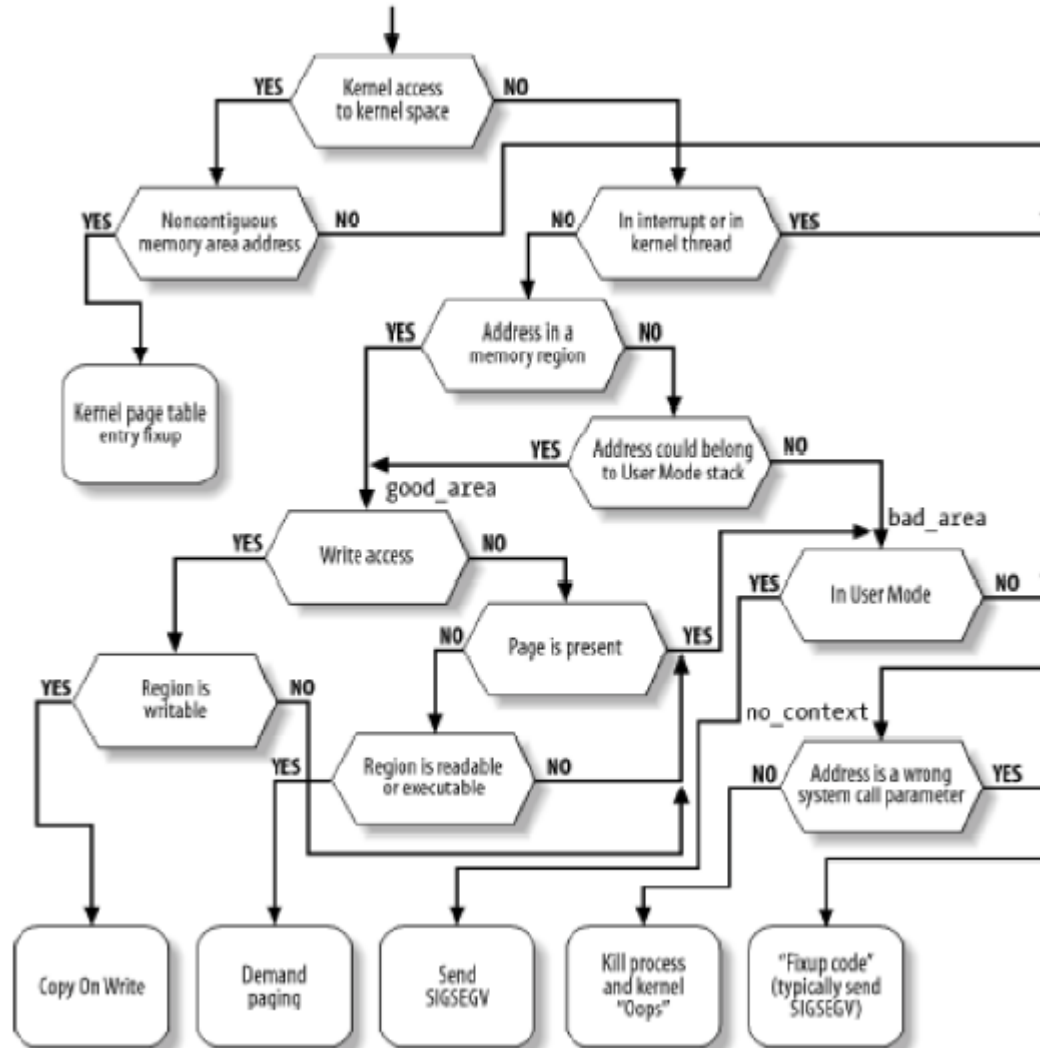 Kernel access
to kernel space
YES
NO
Noncontiguous
memory area address
YES
NO
In interrupt or in
kernel thread
NO
YES
Address in a
memory region
YES
NO
Kernel page table
entry fixup
Address could belong
to User Mode stack
YES
NO
good_area
bad_area
Write access
YES
NO
In User Mode
YES
NO
Page is present
NO
YES
Region is
writable
YES
NO
no_context
Region is readable
or executable
YES
NO
Address is a wrong
system call parameter
NO
YES
Copy On Write
Demand
paging
Send
SIGSEGV
Kill process
and kernel
"Oops"
"Fixup code"
(typically send
SIGSEGV)